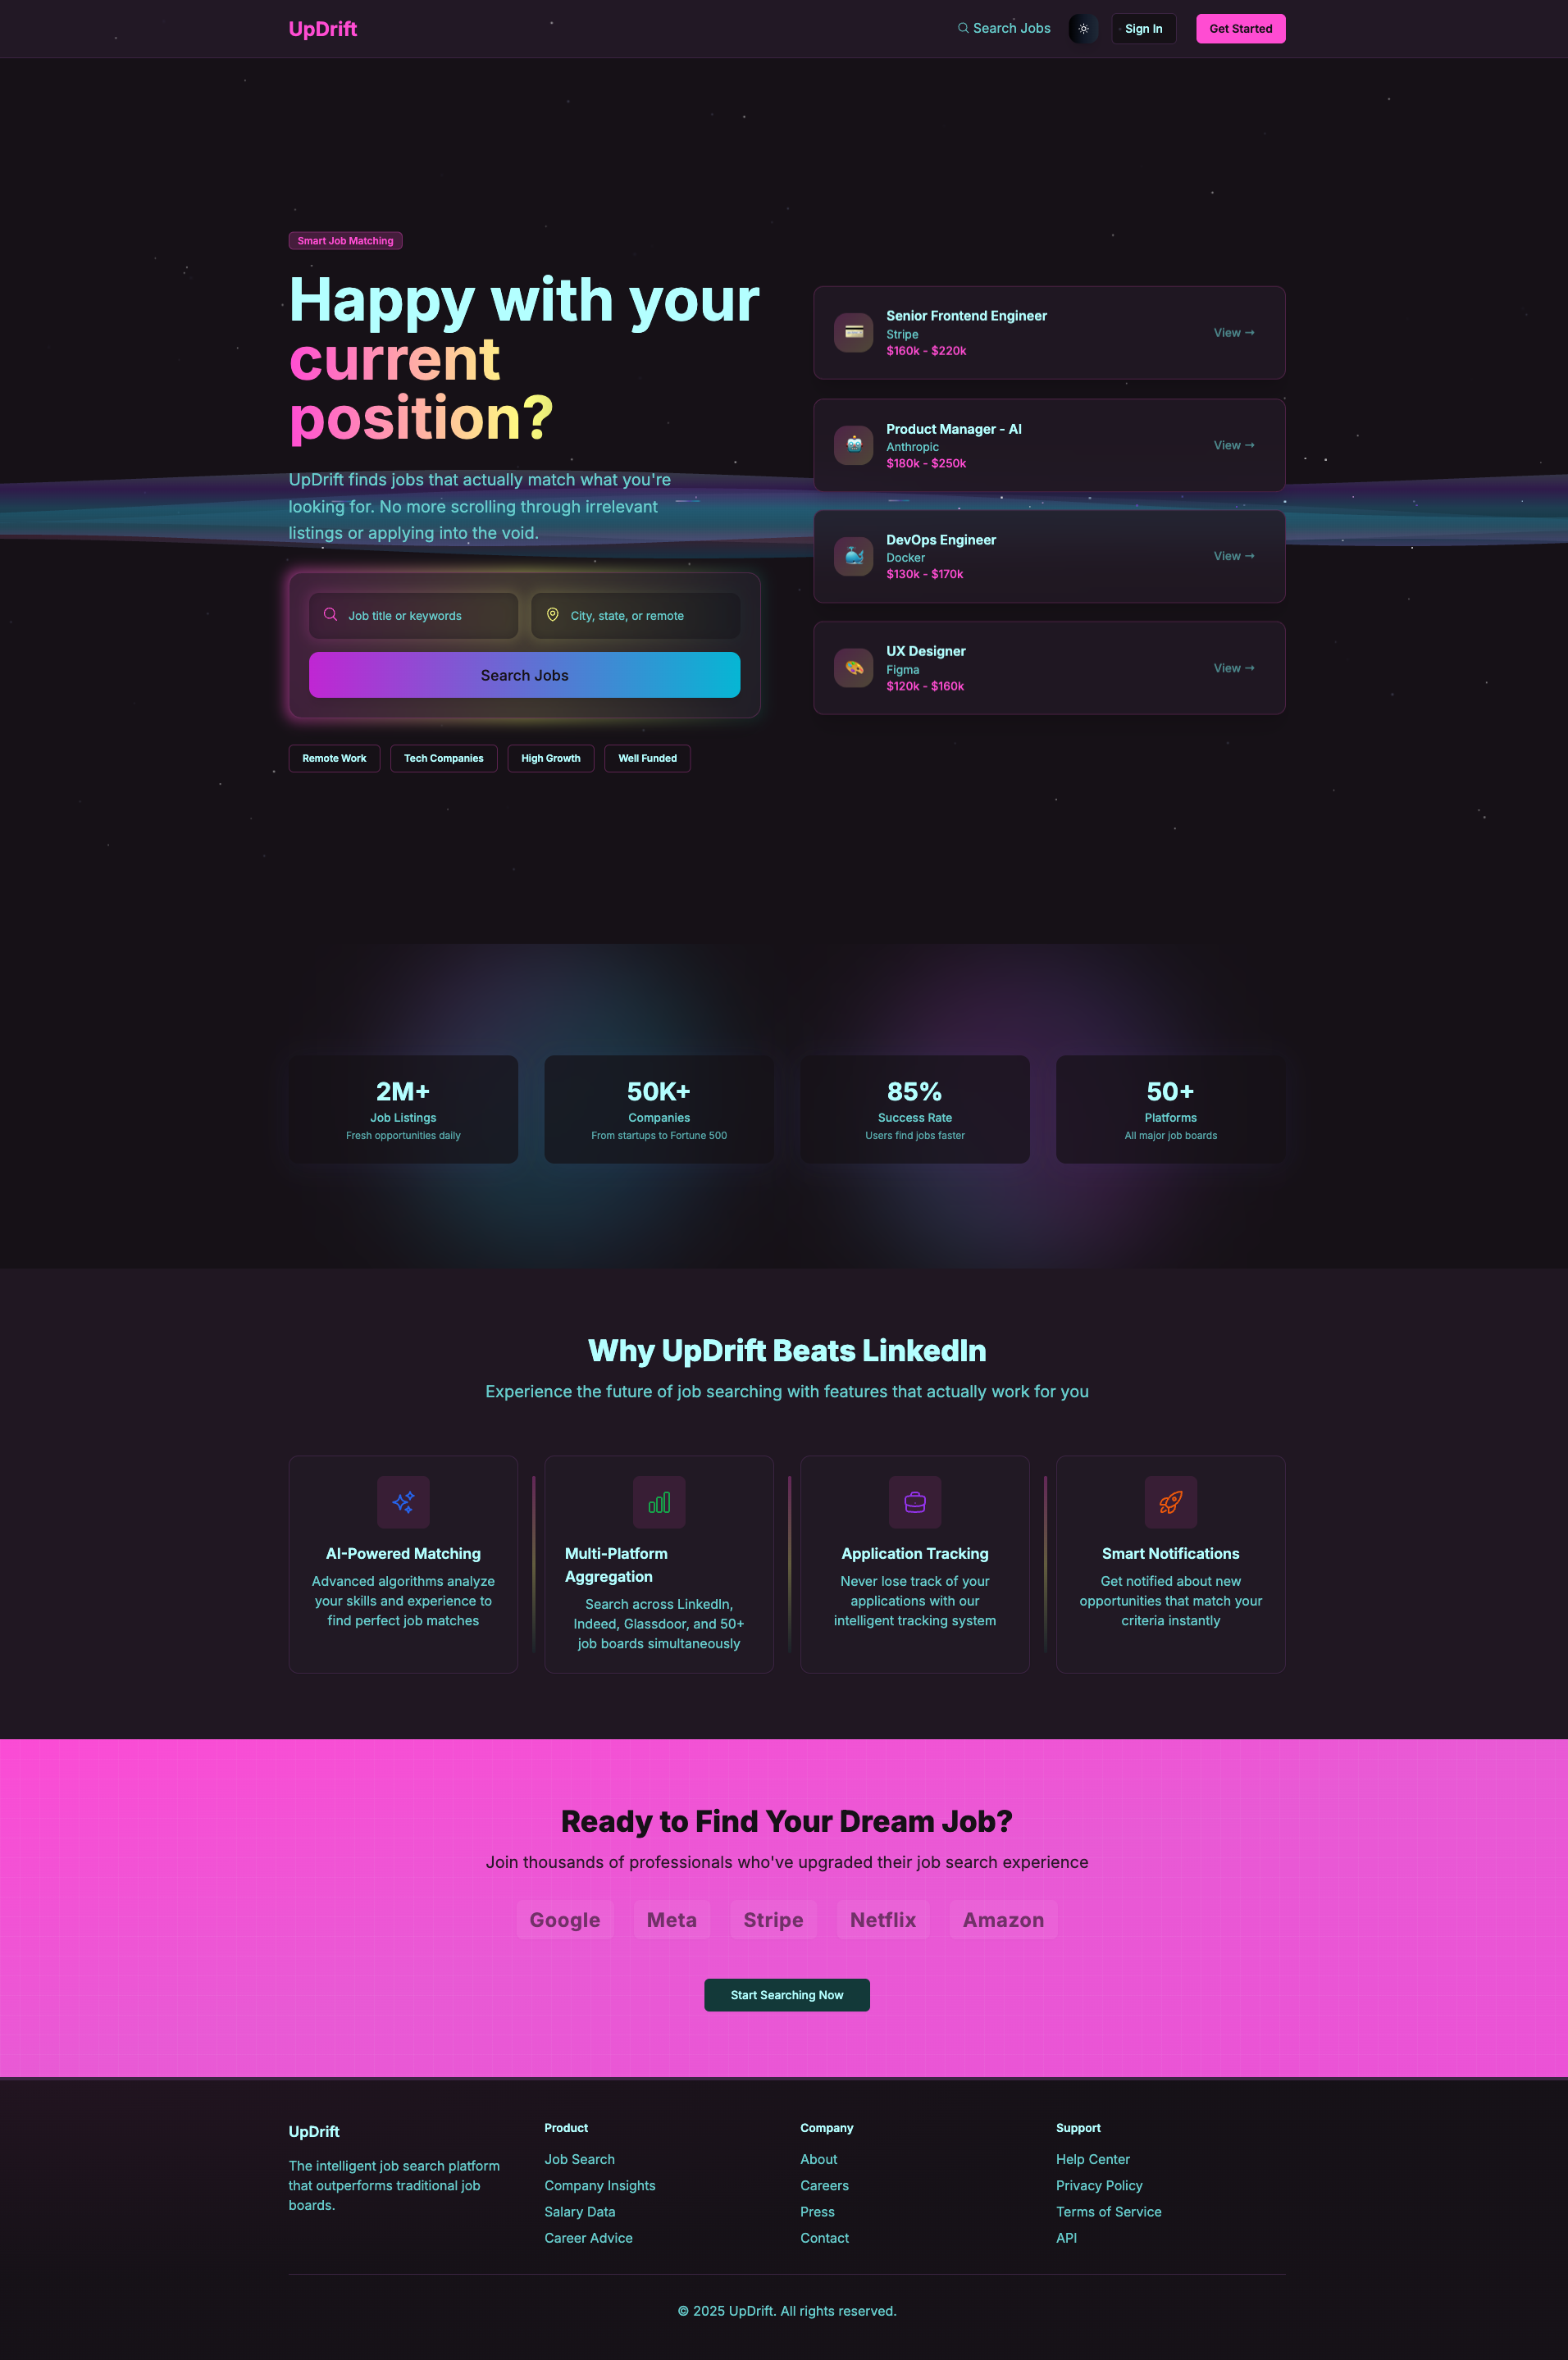 UpDrift
Search Jobs
Sign In
Get Started
Smart Job Matching
Happy with your
current
position?
UpDrift finds jobs that actually match what you're
looking for. No more scrolling through irrelevant
listings or applying into the void.
Job title or keywords
City, state, or remote
Search Jobs
Remote Work
Tech Companies
High Growth
Well Funded
Senior Frontend Engineer
Stripe
$160k - $220k
View →
Product Manager - AI
Anthropic
$180k - $250k
View →
DevOps Engineer
Docker
$130k - $170k
View →
UX Designer
Figma
$120k - $160k
View →
2M+
Job Listings
Fresh opportunities daily
50K+
Companies
From startups to Fortune 500
85%
Success Rate
Users find jobs faster
50+
Platforms
All major job boards
Why UpDrift Beats LinkedIn
Experience the future of job searching with features that actually work for you
AI-Powered Matching
Advanced algorithms analyze
your skills and experience to
find perfect job matches
Multi-Platform
Aggregation
Search across LinkedIn,
Indeed, Glassdoor, and 50+
job boards simultaneously
Application Tracking
Never lose track of your
applications with our
intelligent tracking system
Smart Notifications
Get notified about new
opportunities that match your
criteria instantly
Ready to Find Your Dream Job?
Join thousands of professionals who've upgraded their job search experience
Google
Meta
Stripe
Netflix
Amazon
Start Searching Now
UpDrift
The intelligent job search platform
that outperforms traditional job
boards.
Product
Job Search
Company Insights
Salary Data
Career Advice
Company
About
Careers
Press
Contact
Support
Help Center
Privacy Policy
Terms of Service
API
© 2025 UpDrift. All rights reserved.